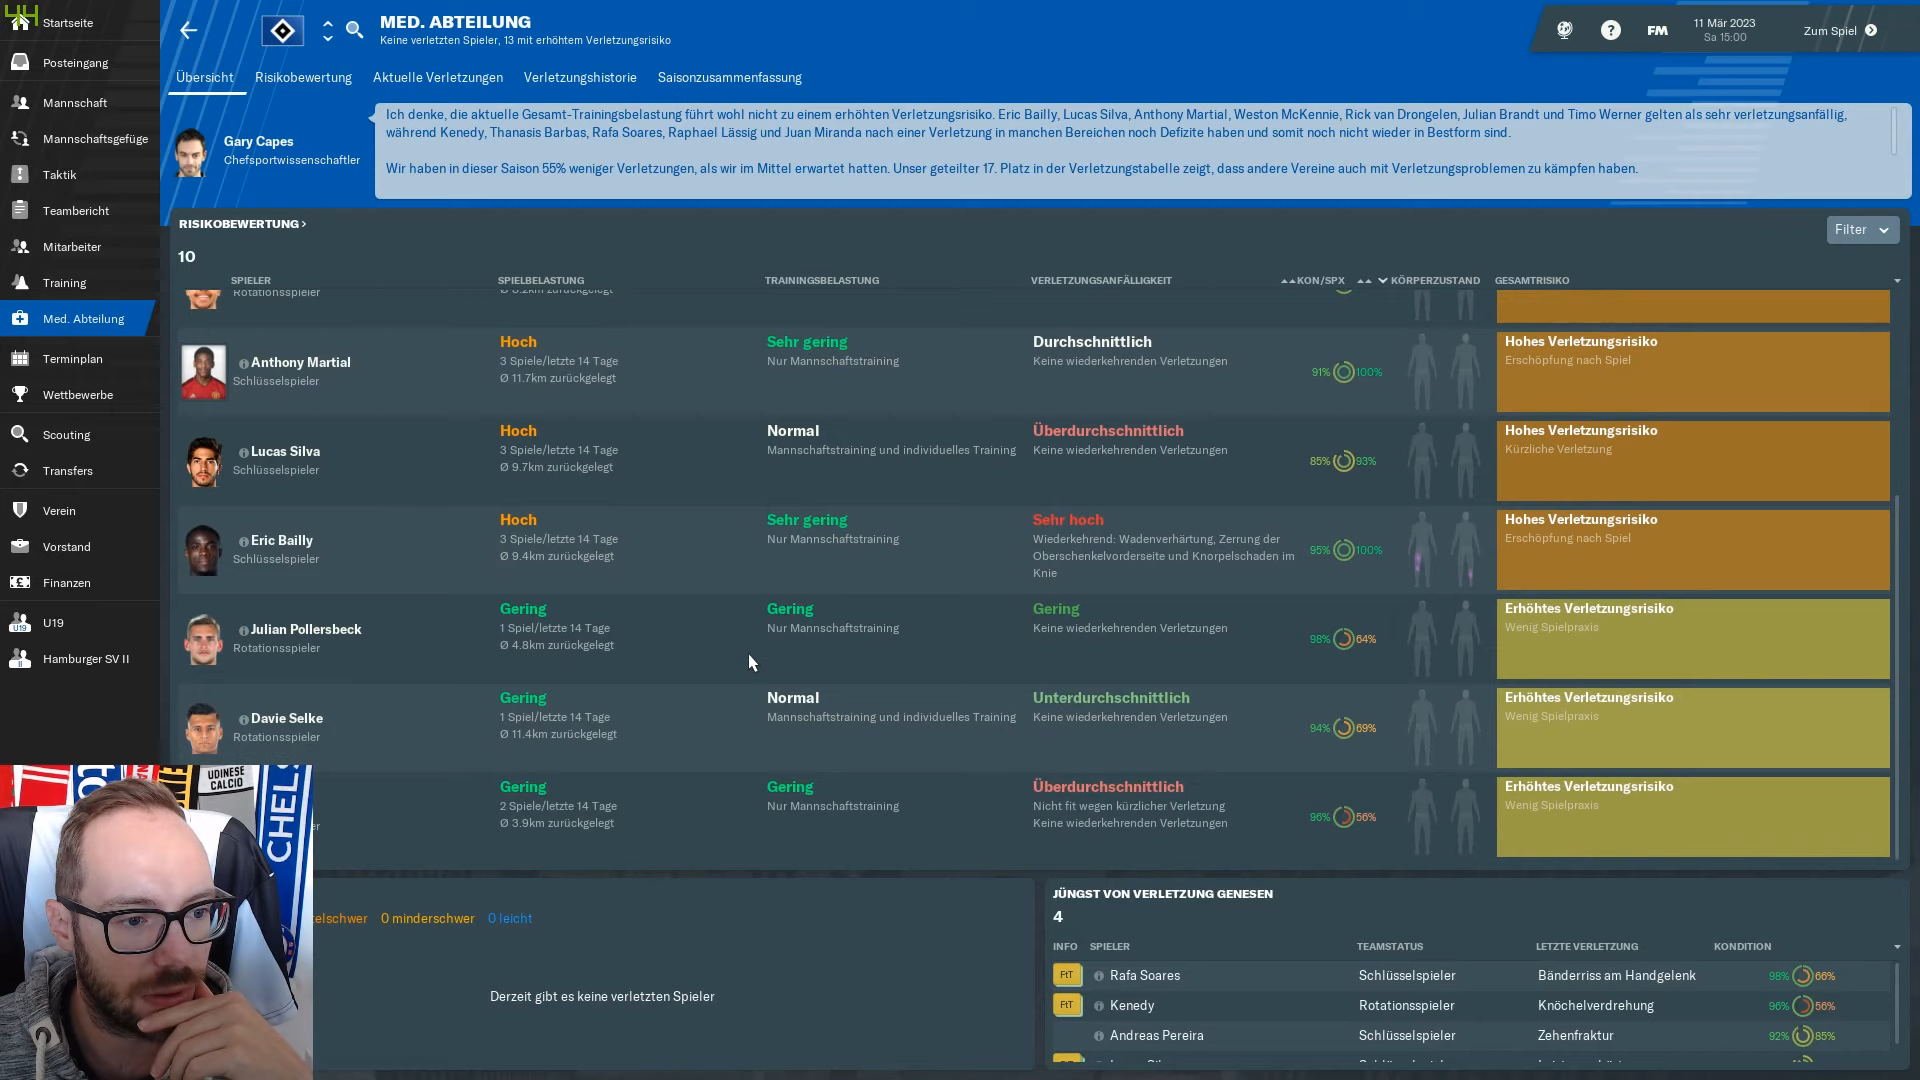 44
Startseite
Posteingang
Mannschaft
Mannschaftsgefüge
Taktik
Teambericht
Mitarbeiter
Training
Med. Abteilung
Terminplan
Wettbewerbe
Scouting
Transfers
Verein
Vorstand
Finanzen
U19
U19
Hamburger SV II
MED. ABTEILUNG
Keine verletzten Spieler, 13 mit erhöhtem Verletzungsrisiko
FM
11 Mär 2023
Sa 15:00
Zum Spiel
Übersicht
Risikobewertung
Aktuelle Verletzungen
Verletzungshistorie
Saisonzusammenfassung
Gary Capes
Chefsportwissenschaftler
Ich denke, die aktuelle Gesamt-Trainingsbelastung führt wohl nicht zu einem erhöhten Verletzungsrisiko. Eric Bailly, Lucas Silva, Anthony Martial, Weston McKennie, Rick van Drongelen, Julian Brandt und Timo Werner gelten als sehr verletzungsanfällig,
während Kenedy, Thanasis Barbas, Rafa Soares, Raphael Lässig und Juan Miranda nach einer Verletzung in manchen Bereichen noch Defizite haben und somit noch nicht wieder in Bestform sind.
Wir haben in dieser Saison 55% weniger Verletzungen, als wir im Mittel erwartet hatten. Unser geteilter 17. Platz in der Verletzungstabelle zeigt, dass andere Vereine auch mit Verletzungsproblemen zu kämpfen haben.
RISIKOBEWERTUNG >
Filter
10
SPIELER SPIELBELASTUNG TRAININGSBELASTUNG VERLETZUNGSANFÄLLIGKEIT KON/SPX KÖRPERZUSTAND GESAMTRISIKO
Rotationsspieler
zurückgelegt
Anthony Martial
Schlüsselspieler
Hoch
3 Spiele/letzte 14 Tage
Ø 11.7km zurückgelegt
Sehr gering
Nur Mannschaftstraining
Durchschnittlich
Keine wiederkehrenden Verletzungen
91% 100%
Hohes Verletzungsrisiko
Erschöpfung nach Spiel
Lucas Silva
Schlüsselspieler
Hoch
3 Spiele/letzte 14 Tage
Ø 9.7km zurückgelegt
Normal
Mannschaftstraining und individuelles Training
Überdurchschnittlich
Keine wiederkehrenden Verletzungen
85% 93%
Hohes Verletzungsrisiko
Kürzliche Verletzung
Eric Bailly
Schlüsselspieler
Hoch
3 Spiele/letzte 14 Tage
Ø 9.4km zurückgelegt
Sehr gering
Nur Mannschaftstraining
Sehr hoch
Wiederkehrend: Wadenverhärtung, Zerrung der
Oberschenkelvorderseite und Knorpelschaden im
Knie
95% 100%
Hohes Verletzungsrisiko
Erschöpfung nach Spiel
Julian Pollersbeck
Rotationsspieler
Gering
1 Spiel/letzte 14 Tage
Ø 4.8km zurückgelegt
Gering
Nur Mannschaftstraining
Gering
Keine wiederkehrenden Verletzungen
98% 64%
Erhöhtes Verletzungsrisiko
Wenig Spielpraxis
Davie Selke
Rotationsspieler
Gering
1 Spiel/letzte 14 Tage
Ø 11.4km zurückgelegt
Normal
Mannschaftstraining und individuelles Training
Unterdurchschnittlich
Keine wiederkehrenden Verletzungen
94% 69%
Erhöhtes Verletzungsrisiko
Wenig Spielpraxis
Gering
2 Spiele/letzte 14 Tage
Ø 3.9km zurückgelegt
Gering
Nur Mannschaftstraining
Überdurchschnittlich
Nicht fit wegen kürzlicher Verletzung
Keine wiederkehrenden Verletzungen
96% 56%
Erhöhtes Verletzungsrisiko
Wenig Spielpraxis
UDINESE
CALCIO
CHELS
telschwer 0 minderschwer 0 leicht
Derzeit gibt es keine verletzten Spieler
JÜNGST VON VERLETZUNG GENESEN
4
INFO SPIELER TEAMSTATUS LETZTE VERLETZUNG KONDITION
FtT Rafa Soares Schlüsselspieler Bänderriss am Handgelenk 98% 66%
FtT Kenedy Rotationsspieler Knöchelverdrehung 96% 56%
Andreas Pereira Schlüsselspieler Zehenfraktur 92% 85%